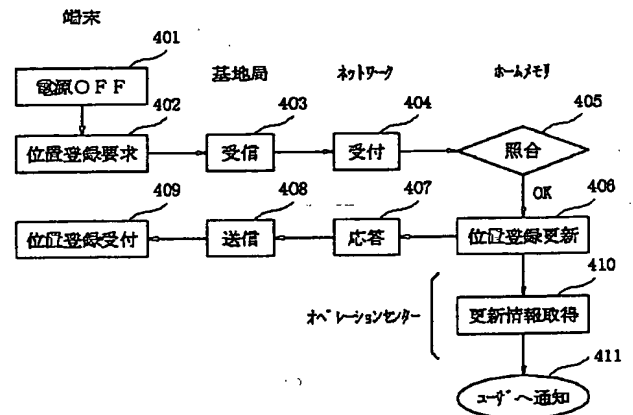 端末
401
電源OFF
基地局
ネットワーク
ホームメモリ
402
403
404
405
位置登録要求
受信
受付
照合
OK
409
408
407
406
位置登録受付
送信
応答
位置登録更新
410
オペレーションセンター
更新情報取得
411
ユーザへ通知